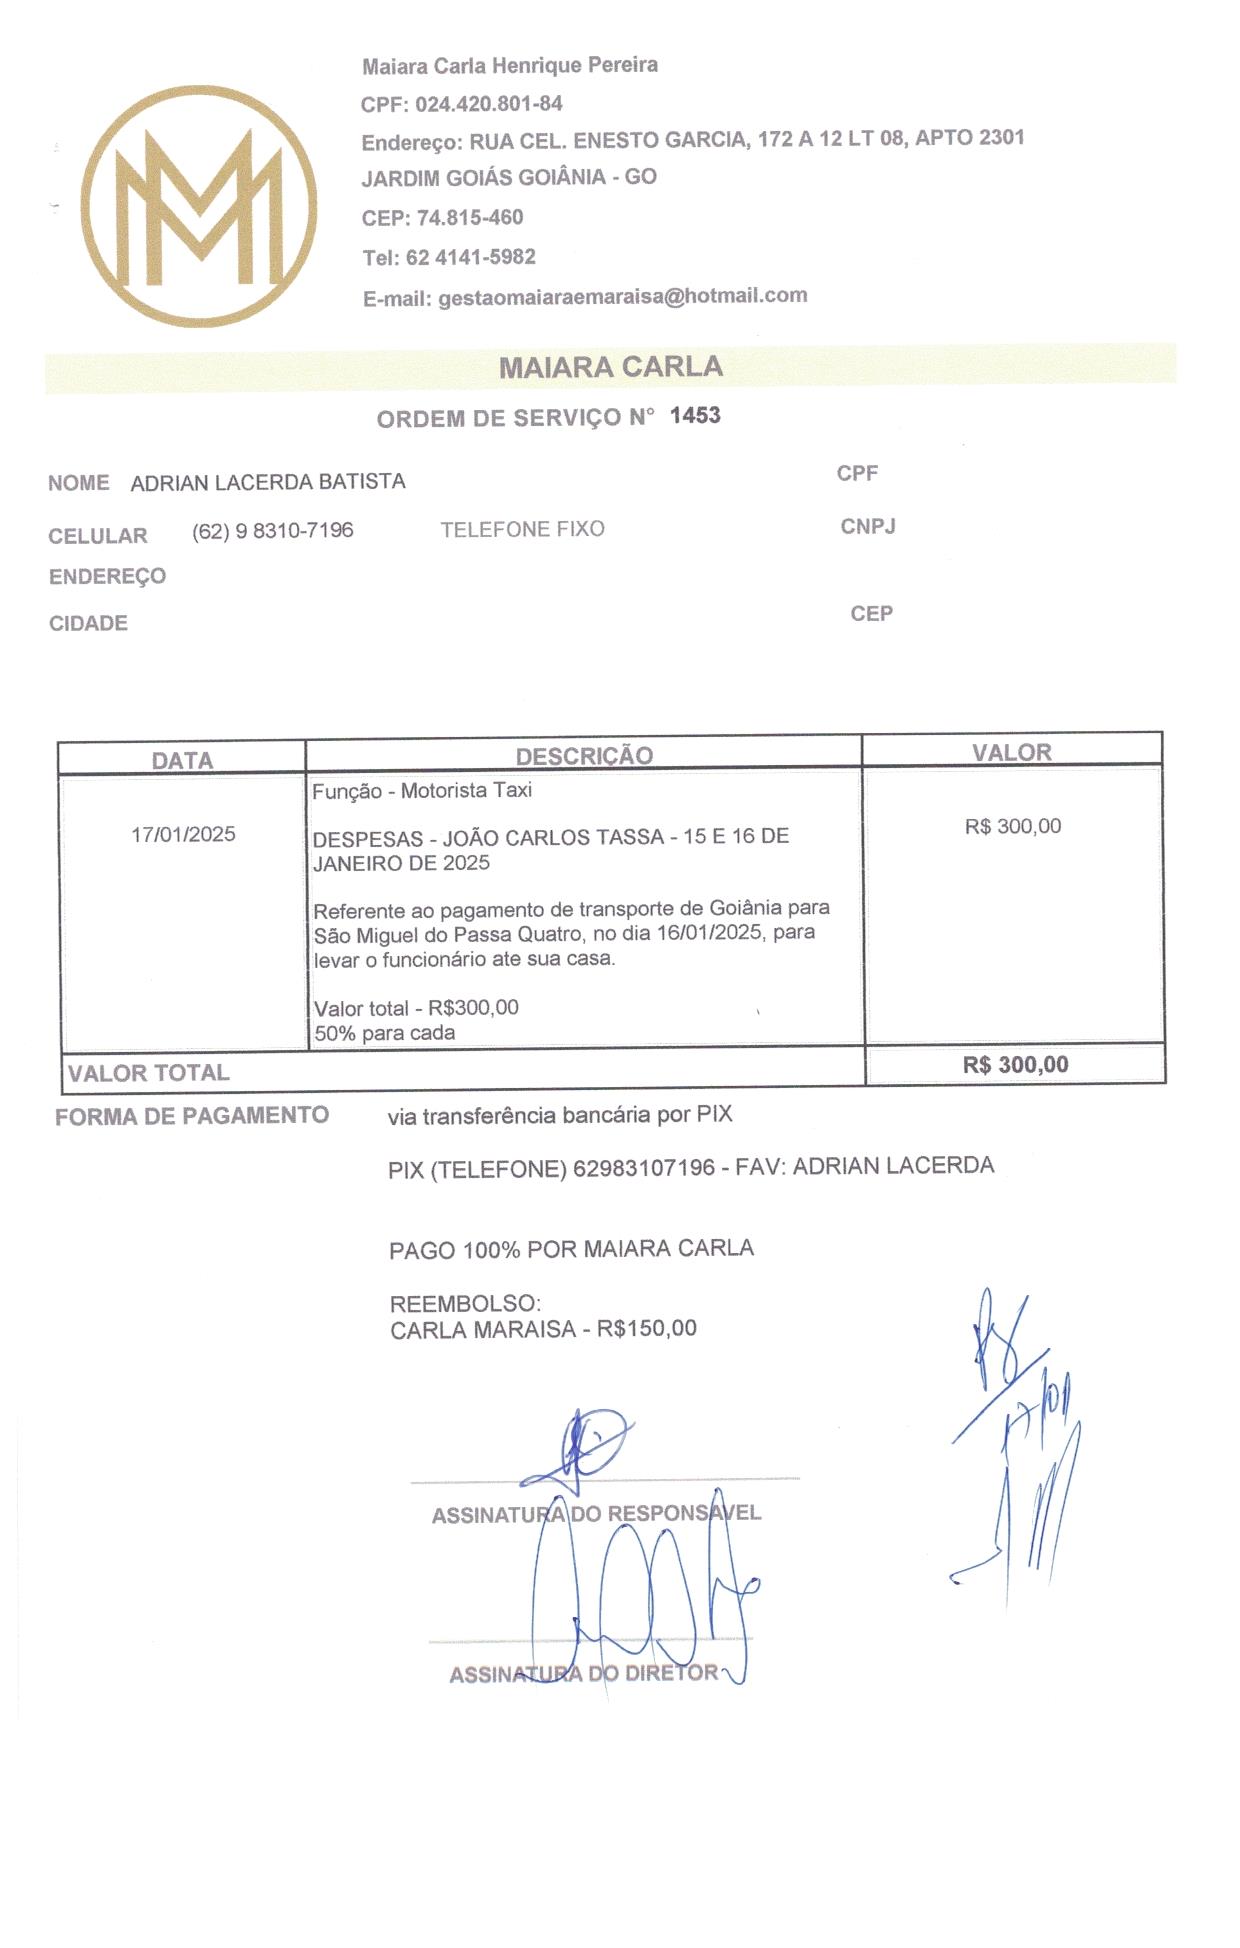 Maiara Carla Henrique Pereira
CPF: 024.420.801-84
Endereço: RUA CEL. ENESTO GARCIA, 172 A 12 LT 08, APTO 2301
JARDIM GOIÁS GOIÂNIA - GO
CEP: 74.815-460
Tel: 62 4141-5982
E-mail: gestaomaiaraemaraisa@hotmail.com
MAIARA CARLA
ORDEM DE SERVIÇO N° 1453
NOME ADRIAN LACERDA BATISTA CPF
CELULAR (62) 9 8310-7196 TELEFONE FIXO CNPJ
ENDEREÇO
CIDADE CEP
DATA DESCRIÇÃO VALOR
Função - Motorista Taxi
17/01/2025 DESPESAS - JOÃO CARLOS TASSA - 15 E 16 DE R$ 300,00
JANEIRO DE 2025
Referente ao pagamento de transporte de Goiânia para
São Miguel do Passa Quatro, no dia 16/01/2025, para
levar o funcionário ate sua casa.
Valor total - R$300,00
50% para cada
VALOR TOTAL R$ 300,00
FORMA DE PAGAMENTO via transferência bancária por PIX
PIX (TELEFONE) 62983107196 - FAV: ADRIAN LACERDA
PAGO 100% POR MAIARA CARLA
REEMBOLSO:
CARLA MARAISA - R$150,00
17/01
ASSINATURA DO RESPONSAVEL
ASSINATURA DO DIRETOR